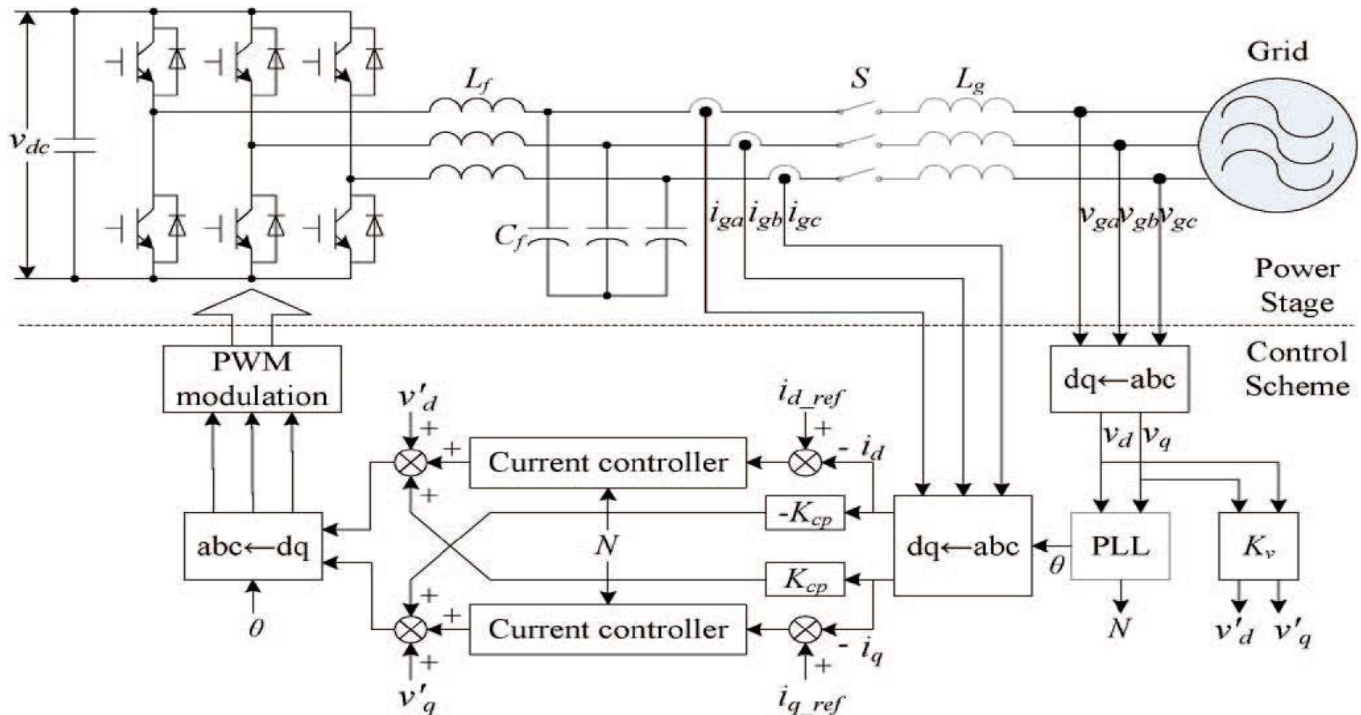 Grid
L_f
S
L_g
v_dc
C_f
i_ga i_gb i_gc
v_ga v_gb v_gc
Power
Stage
Control
Scheme
PWM
modulation
dq←abc
v'_d
i_d_ref
+
+
+
Current controller
- i_d
v_d v_q
+
-K_cp
abc←dq
N
dq←abc
θ
PLL
K_v
K_cp
θ
+
+
Current controller
- i_q
N
v'_d v'_q
+
+
v'_q
i_q_ref